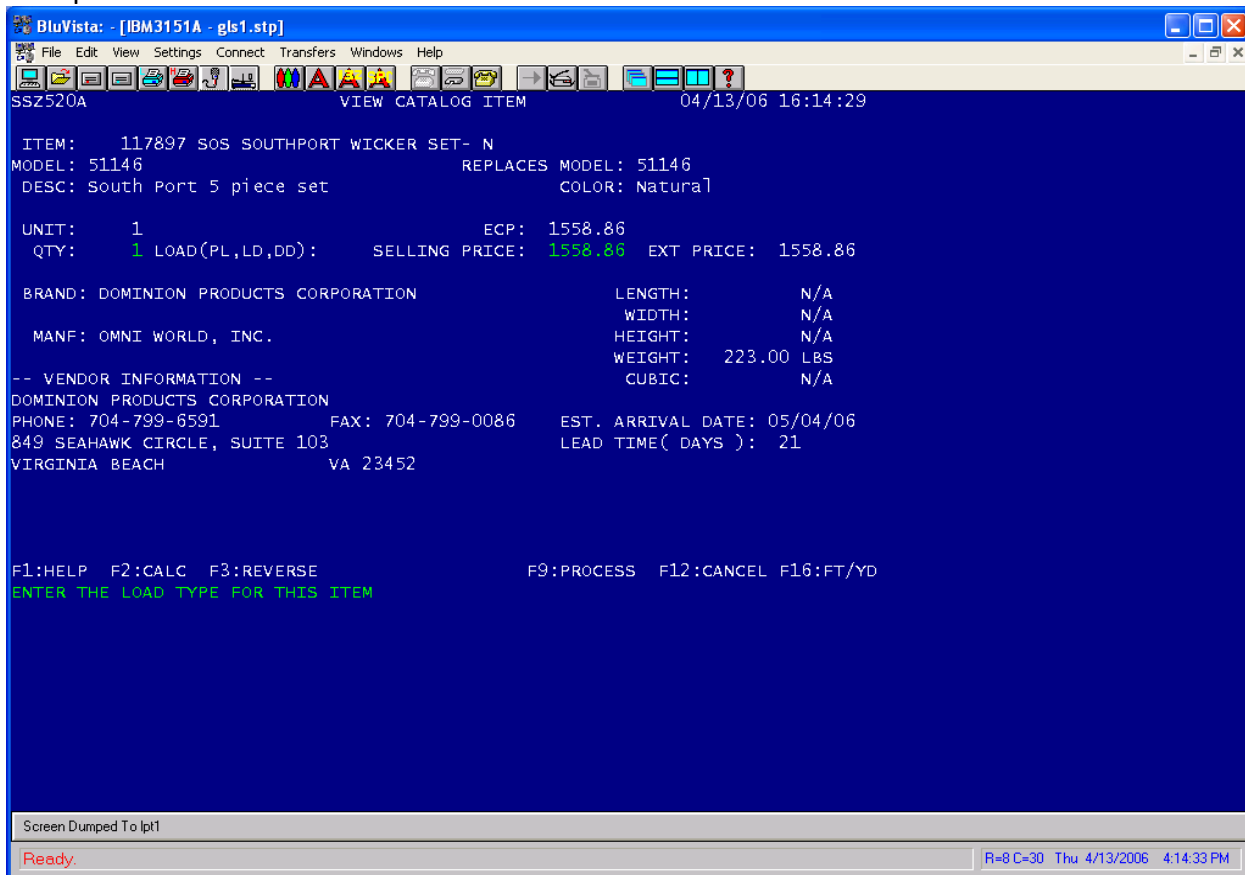 BluVista: - [IBM3151A - gls1.stp]
File Edit View Settings Connect Transfers Windows Help
SSZ520A VIEW CATALOG ITEM 04/13/06 16:14:29
ITEM: 117897 SOS SOUTHPORT WICKER SET- N
MODEL: 51146 REPLACES MODEL: 51146
DESC: South Port 5 piece set COLOR: Natural
UNIT: 1 ECP: 1558.86
QTY: 1 LOAD(PL,LD,DD): SELLING PRICE: 1558.86 EXT PRICE: 1558.86
BRAND: DOMINION PRODUCTS CORPORATION LENGTH: N/A
WIDTH: N/A
MANF: OMNI WORLD, INC. HEIGHT: N/A
WEIGHT: 223.00 LBS
-- VENDOR INFORMATION -- CUBIC: N/A
DOMINION PRODUCTS CORPORATION
PHONE: 704-799-6591 FAX: 704-799-0086 EST. ARRIVAL DATE: 05/04/06
849 SEAHAWK CIRCLE, SUITE 103 LEAD TIME( DAYS ): 21
VIRGINIA BEACH VA 23452
F1:HELP F2:CALC F3:REVERSE F9:PROCESS F12:CANCEL F16:FT/YD
ENTER THE LOAD TYPE FOR THIS ITEM
Screen Dumped To lpt1
Ready. R=8 C=30 Thu 4/13/2006 4:14:33 PM